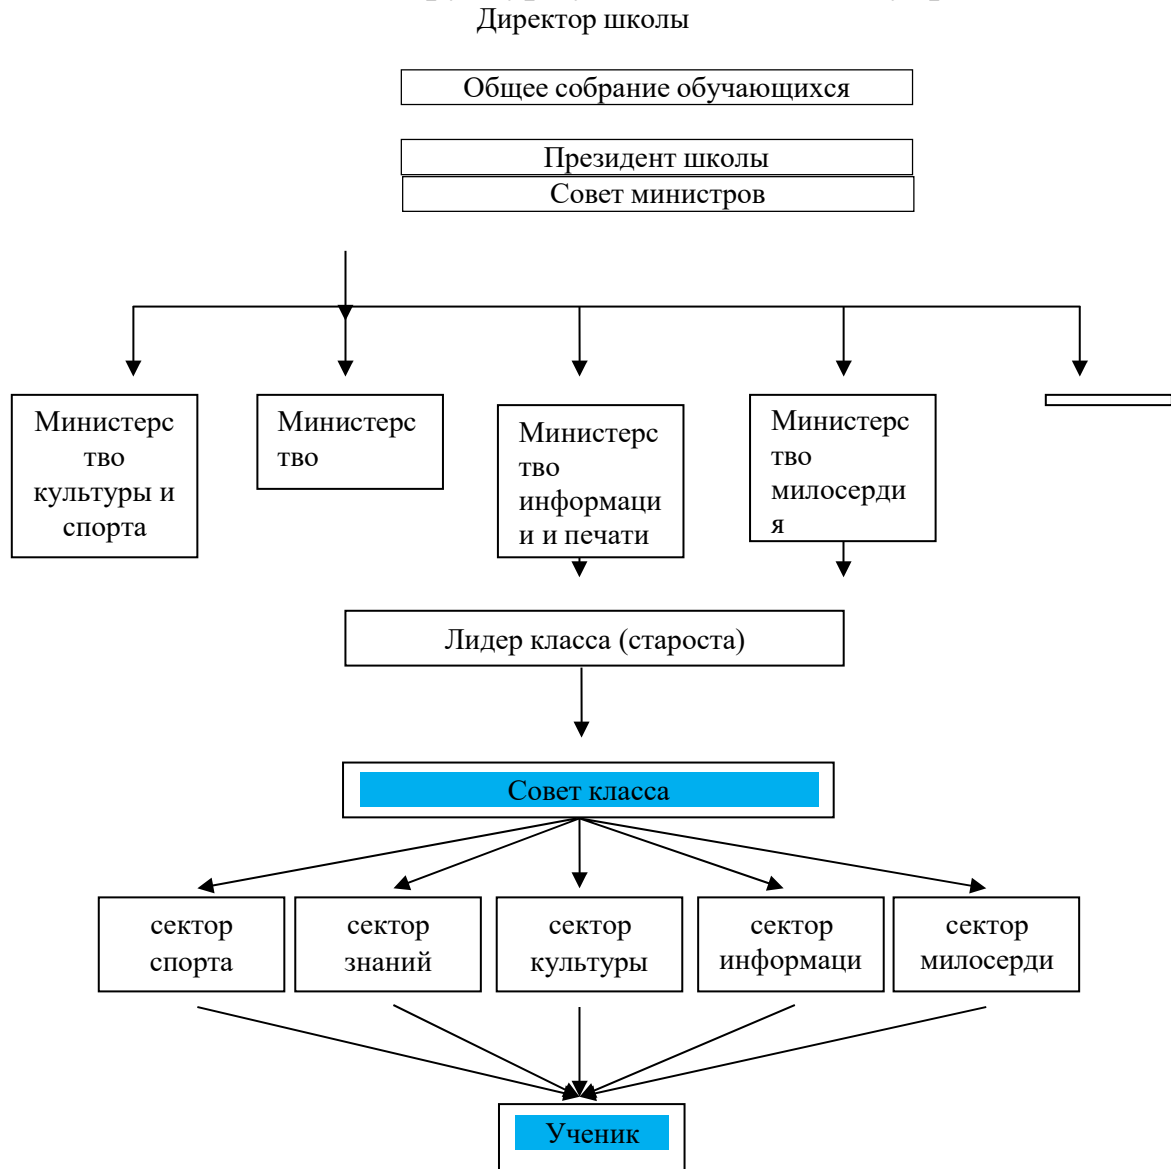 Директор школы
Общее собрание обучающихся
Президент школы
Совет министров
Министерс
тво
культуры и
спорта
Министерс
тво
Министерс
тво
информаци
и и печати
Министерс
тво
милосерди
я
Лидер класса (староста)
Совет класса
сектор
спорта
сектор
знаний
сектор
культуры
сектор
информаци
сектор
милосерди
Ученик